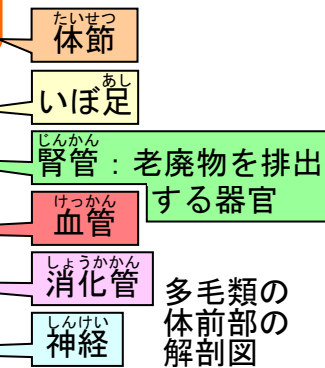 たいせつ
体節
あし
いぼ足
じんかん
腎管：老廃物を排出
する器官
けっかん
血管
しょうかかん
消化管
しんけい
神経
多毛類の
体前部の
解剖図